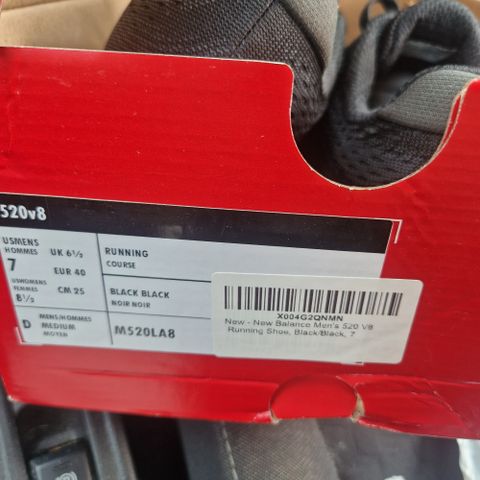 520v8
USMENS
HOMMES
7
UK 6½
EUR 40
USWOMENS
FEMMES
8½
CM 25
RUNNING
COURSE
BLACK BLACK
NOIR NOIR
D
MENS/HOMMES
MEDIUM
MOYEN
M520LA8
X004G2QNMN
New - New Balance Men's 520 V8
Running Shoe, Black/Black, 7